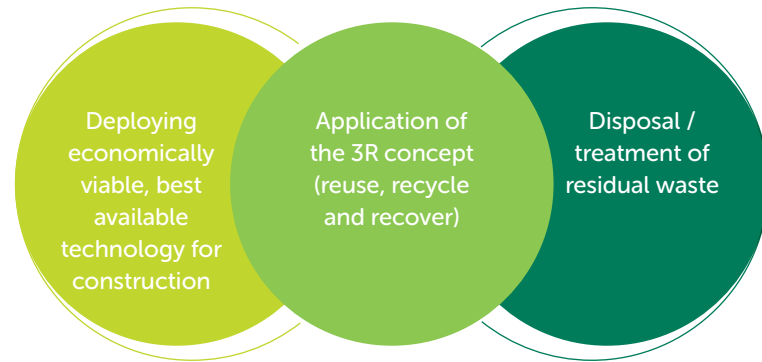 Deploying
economically
viable, best
available
technology for
construction
Application of
the 3R concept
(reuse, recycle
and recover)
Disposal /
treatment of
residual waste